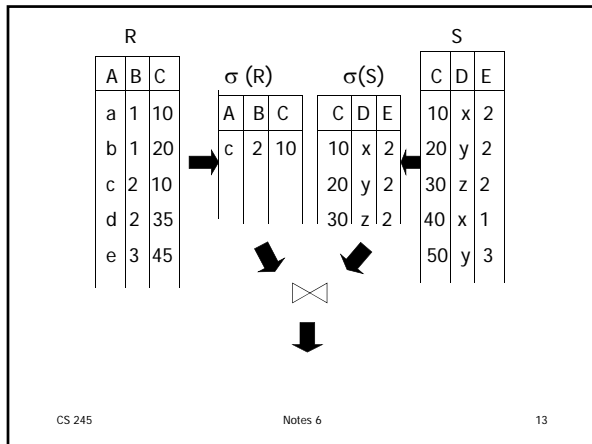 R S
σ (R) σ(S)
A B C
a 1 10
b 1 20
c 2 10
d 2 35
e 3 45
A B C
c 2 10
C D E
10 x 2
20 y 2
30 z 2
C D E
10 x 2
20 y 2
30 z 2
40 x 1
50 y 3
⋈
CS 245 Notes 6 13